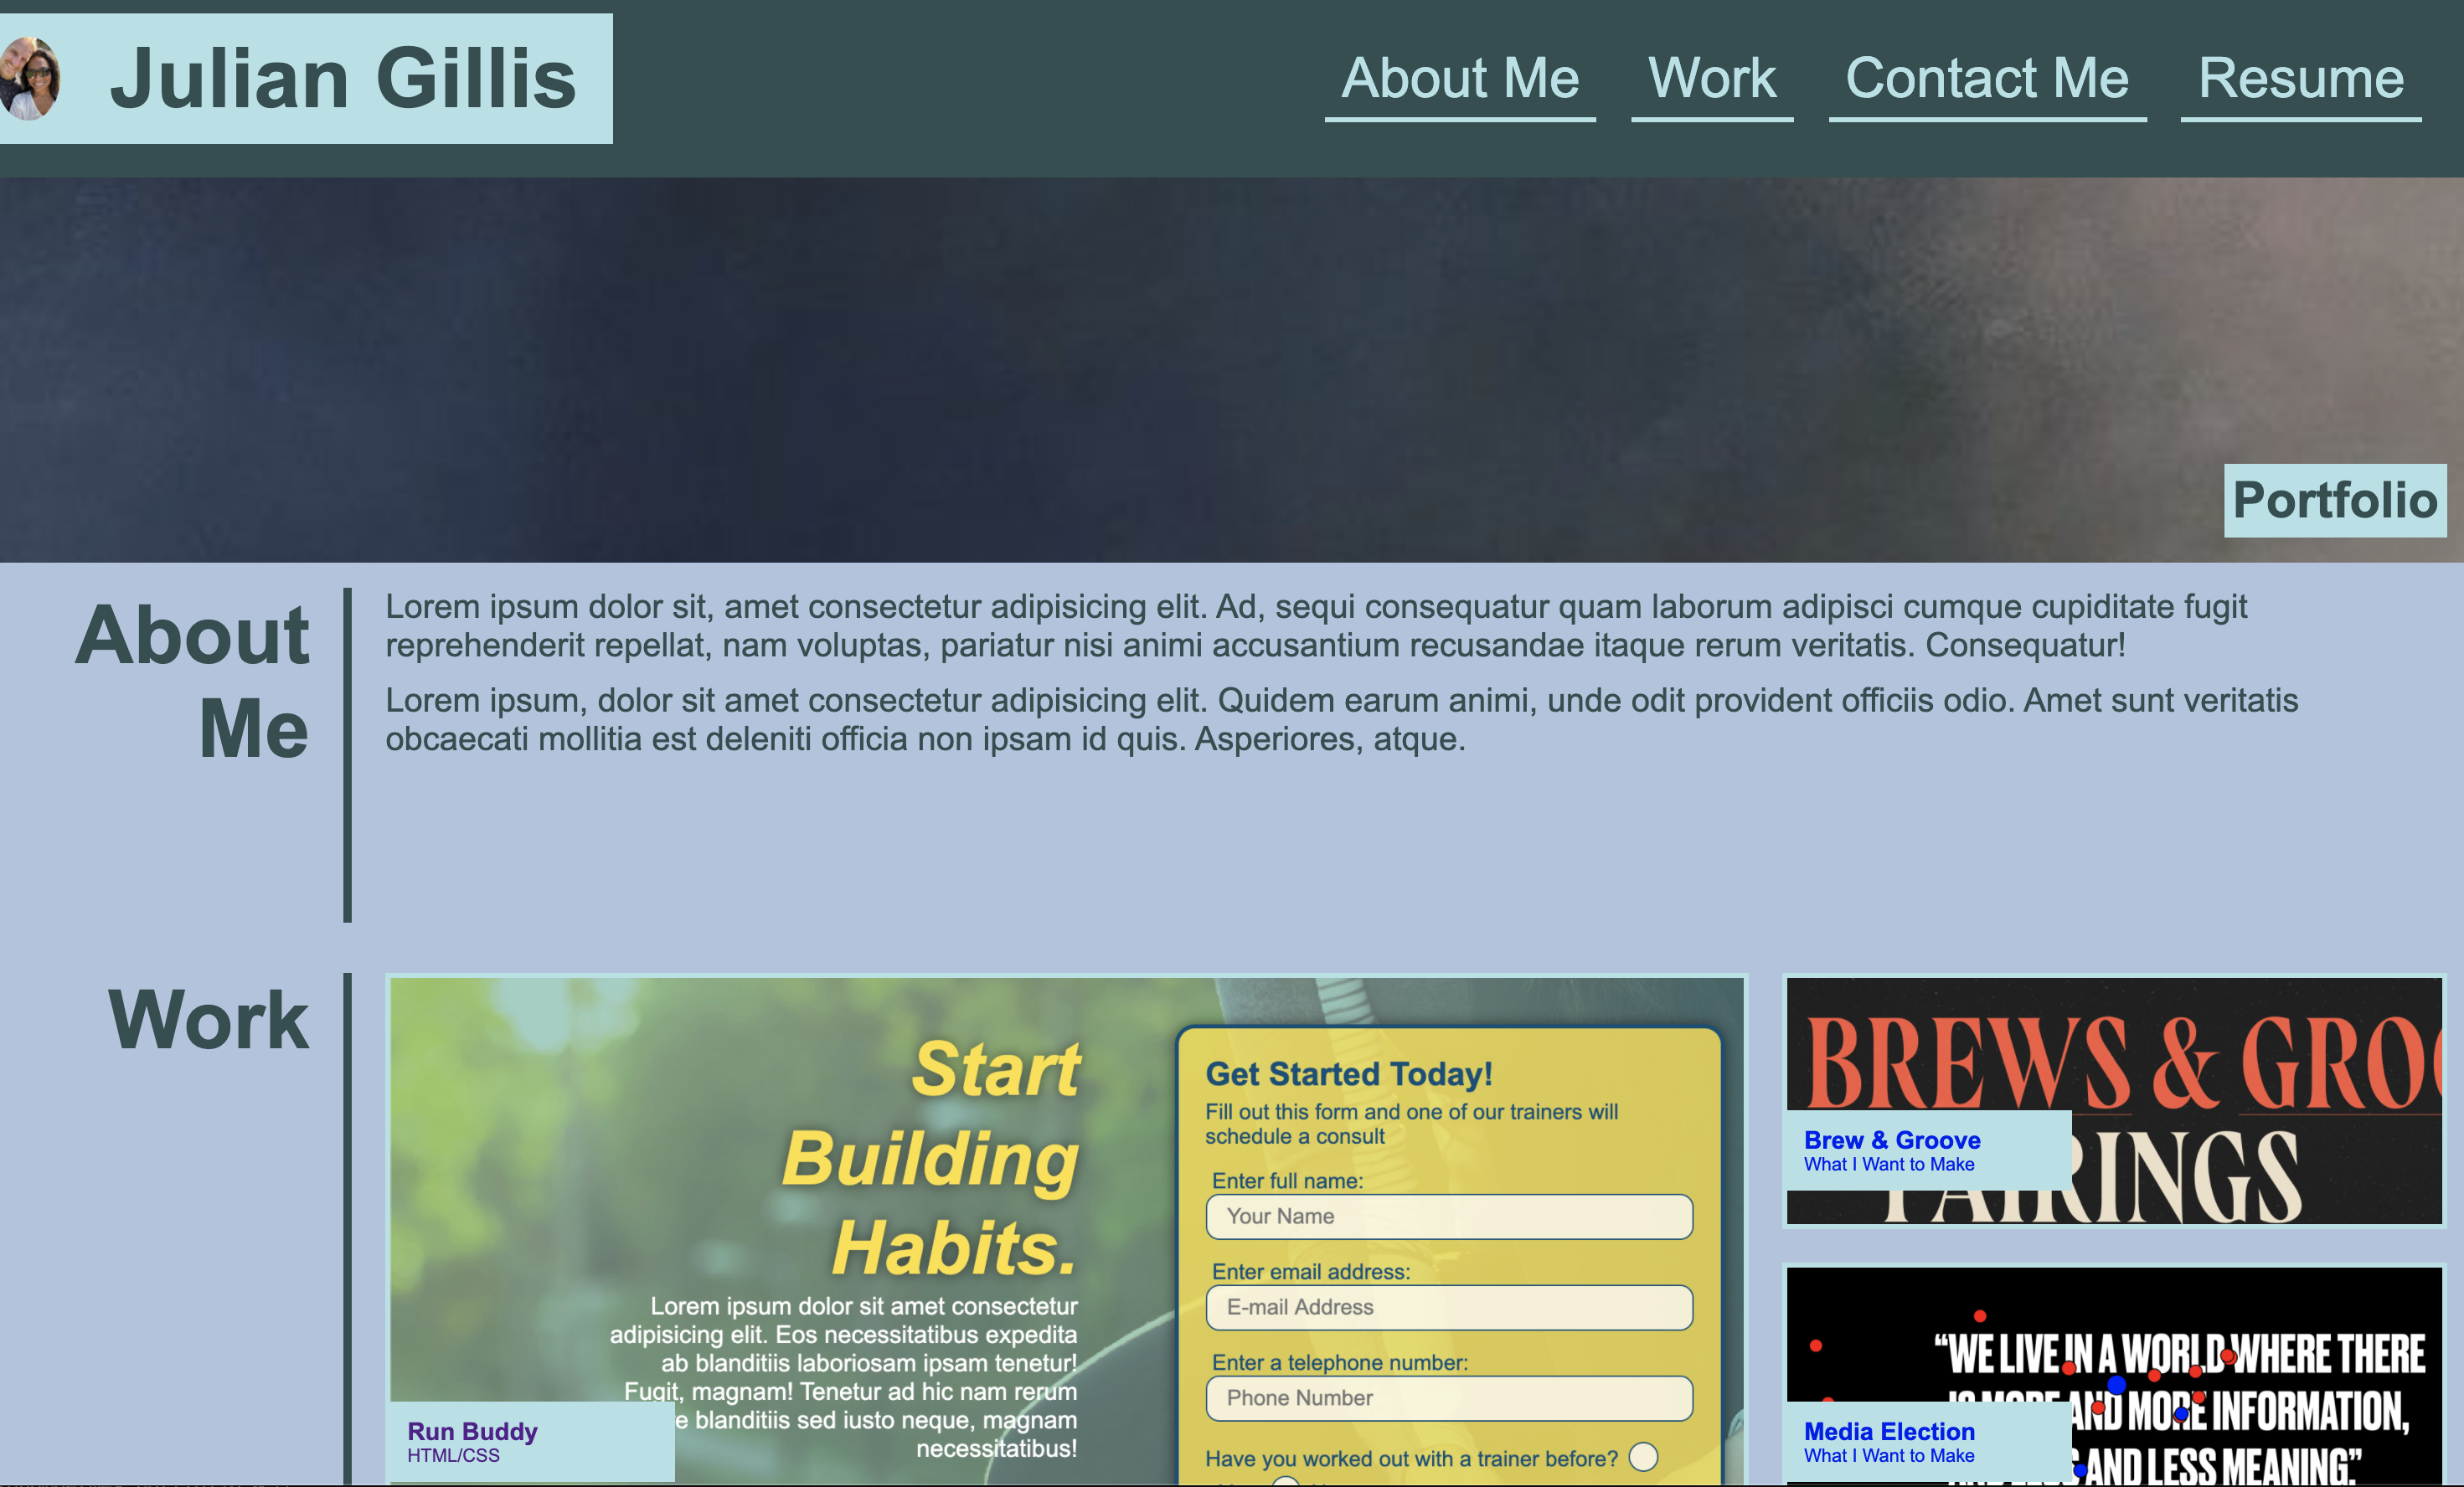 Julian Gillis
About Me
Work
Contact Me
Resume
Portfolio
About
Me
Lorem ipsum dolor sit, amet consectetur adipisicing elit. Ad, sequi consequatur quam laborum adipisci cumque cupiditate fugit
reprehenderit repellat, nam voluptas, pariatur nisi animi accusantium recusandae itaque rerum veritatis. Consequatur!
Lorem ipsum, dolor sit amet consectetur adipisicing elit. Quidem earum animi, unde odit provident officiis odio. Amet sunt veritatis
obcaecati mollitia est deleniti officia non ipsam id quis. Asperiores, atque.
Work
Start
Building
Habits.
Lorem ipsum dolor sit amet consectetur
adipisicing elit. Eos necessitatibus expedita
ab blanditiis laboriosam ipsam tenetur!
Fugit, magnam! Tenetur ad hic nam rerum
blanditiis sed iusto neque, magnam
necessitatibus!
Run Buddy
HTML/CSS
Get Started Today!
Fill out this form and one of our trainers will
schedule a consult
Enter full name:
Your Name
Enter email address:
E-mail Address
Enter a telephone number:
Phone Number
Have you worked out with a trainer before?
BREWS & GROO
PAIRINGS
Brew & Groove
What I Want to Make
“WE LIVE IN A WORLD WHERE THERE
IS MORE AND MORE INFORMATION,
AND LESS MEANING.”
Media Election
What I Want to Make